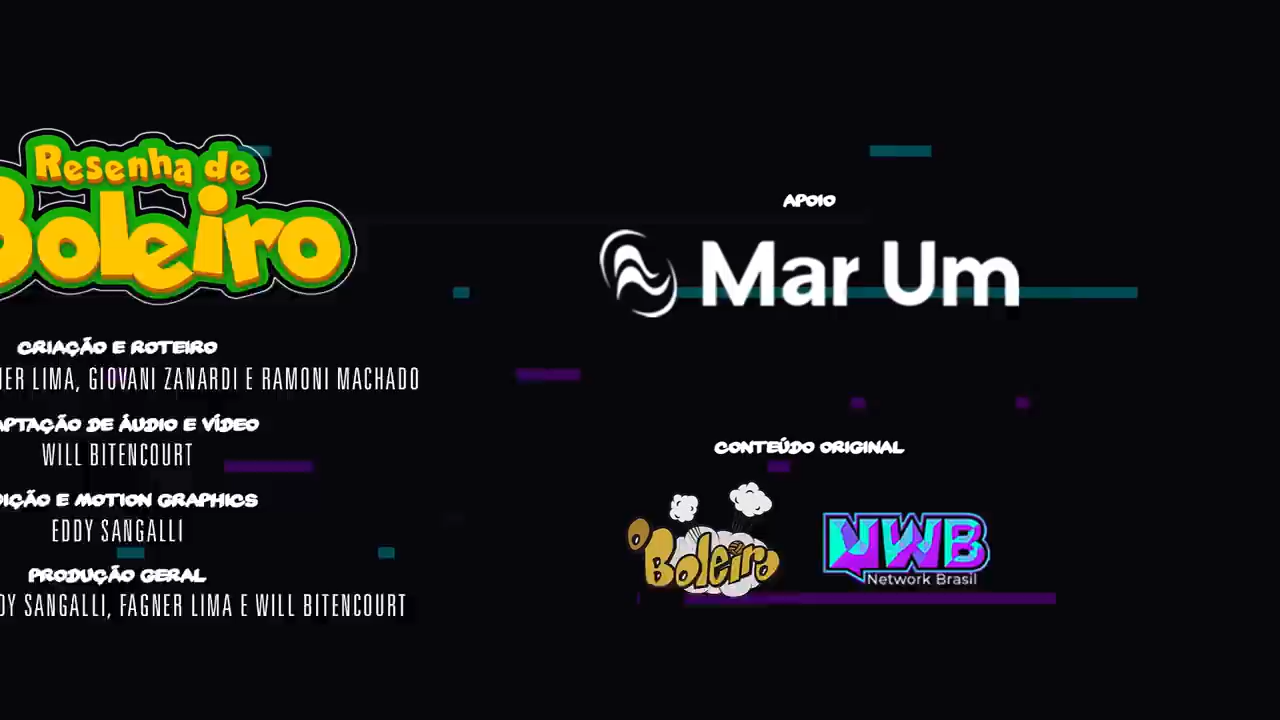 Resenha de
Boleiro
CRIAÇÃO E ROTEIRO
LIMA, GIOVANI ZANARDI E RAMONI MACHADO
DE ÁUDIO E VÍDEO
WILL BITENCOURT
E MOTION GRAPHICS
EDDY SANGALLI
PRODUÇÃO GERAL
SANGALLI, FAGNER LIMA E WILL BITENCOURT
APOIO
Mar Um
CONTEÚDO ORIGINAL
O Boleiro
NWB
Network Brasil